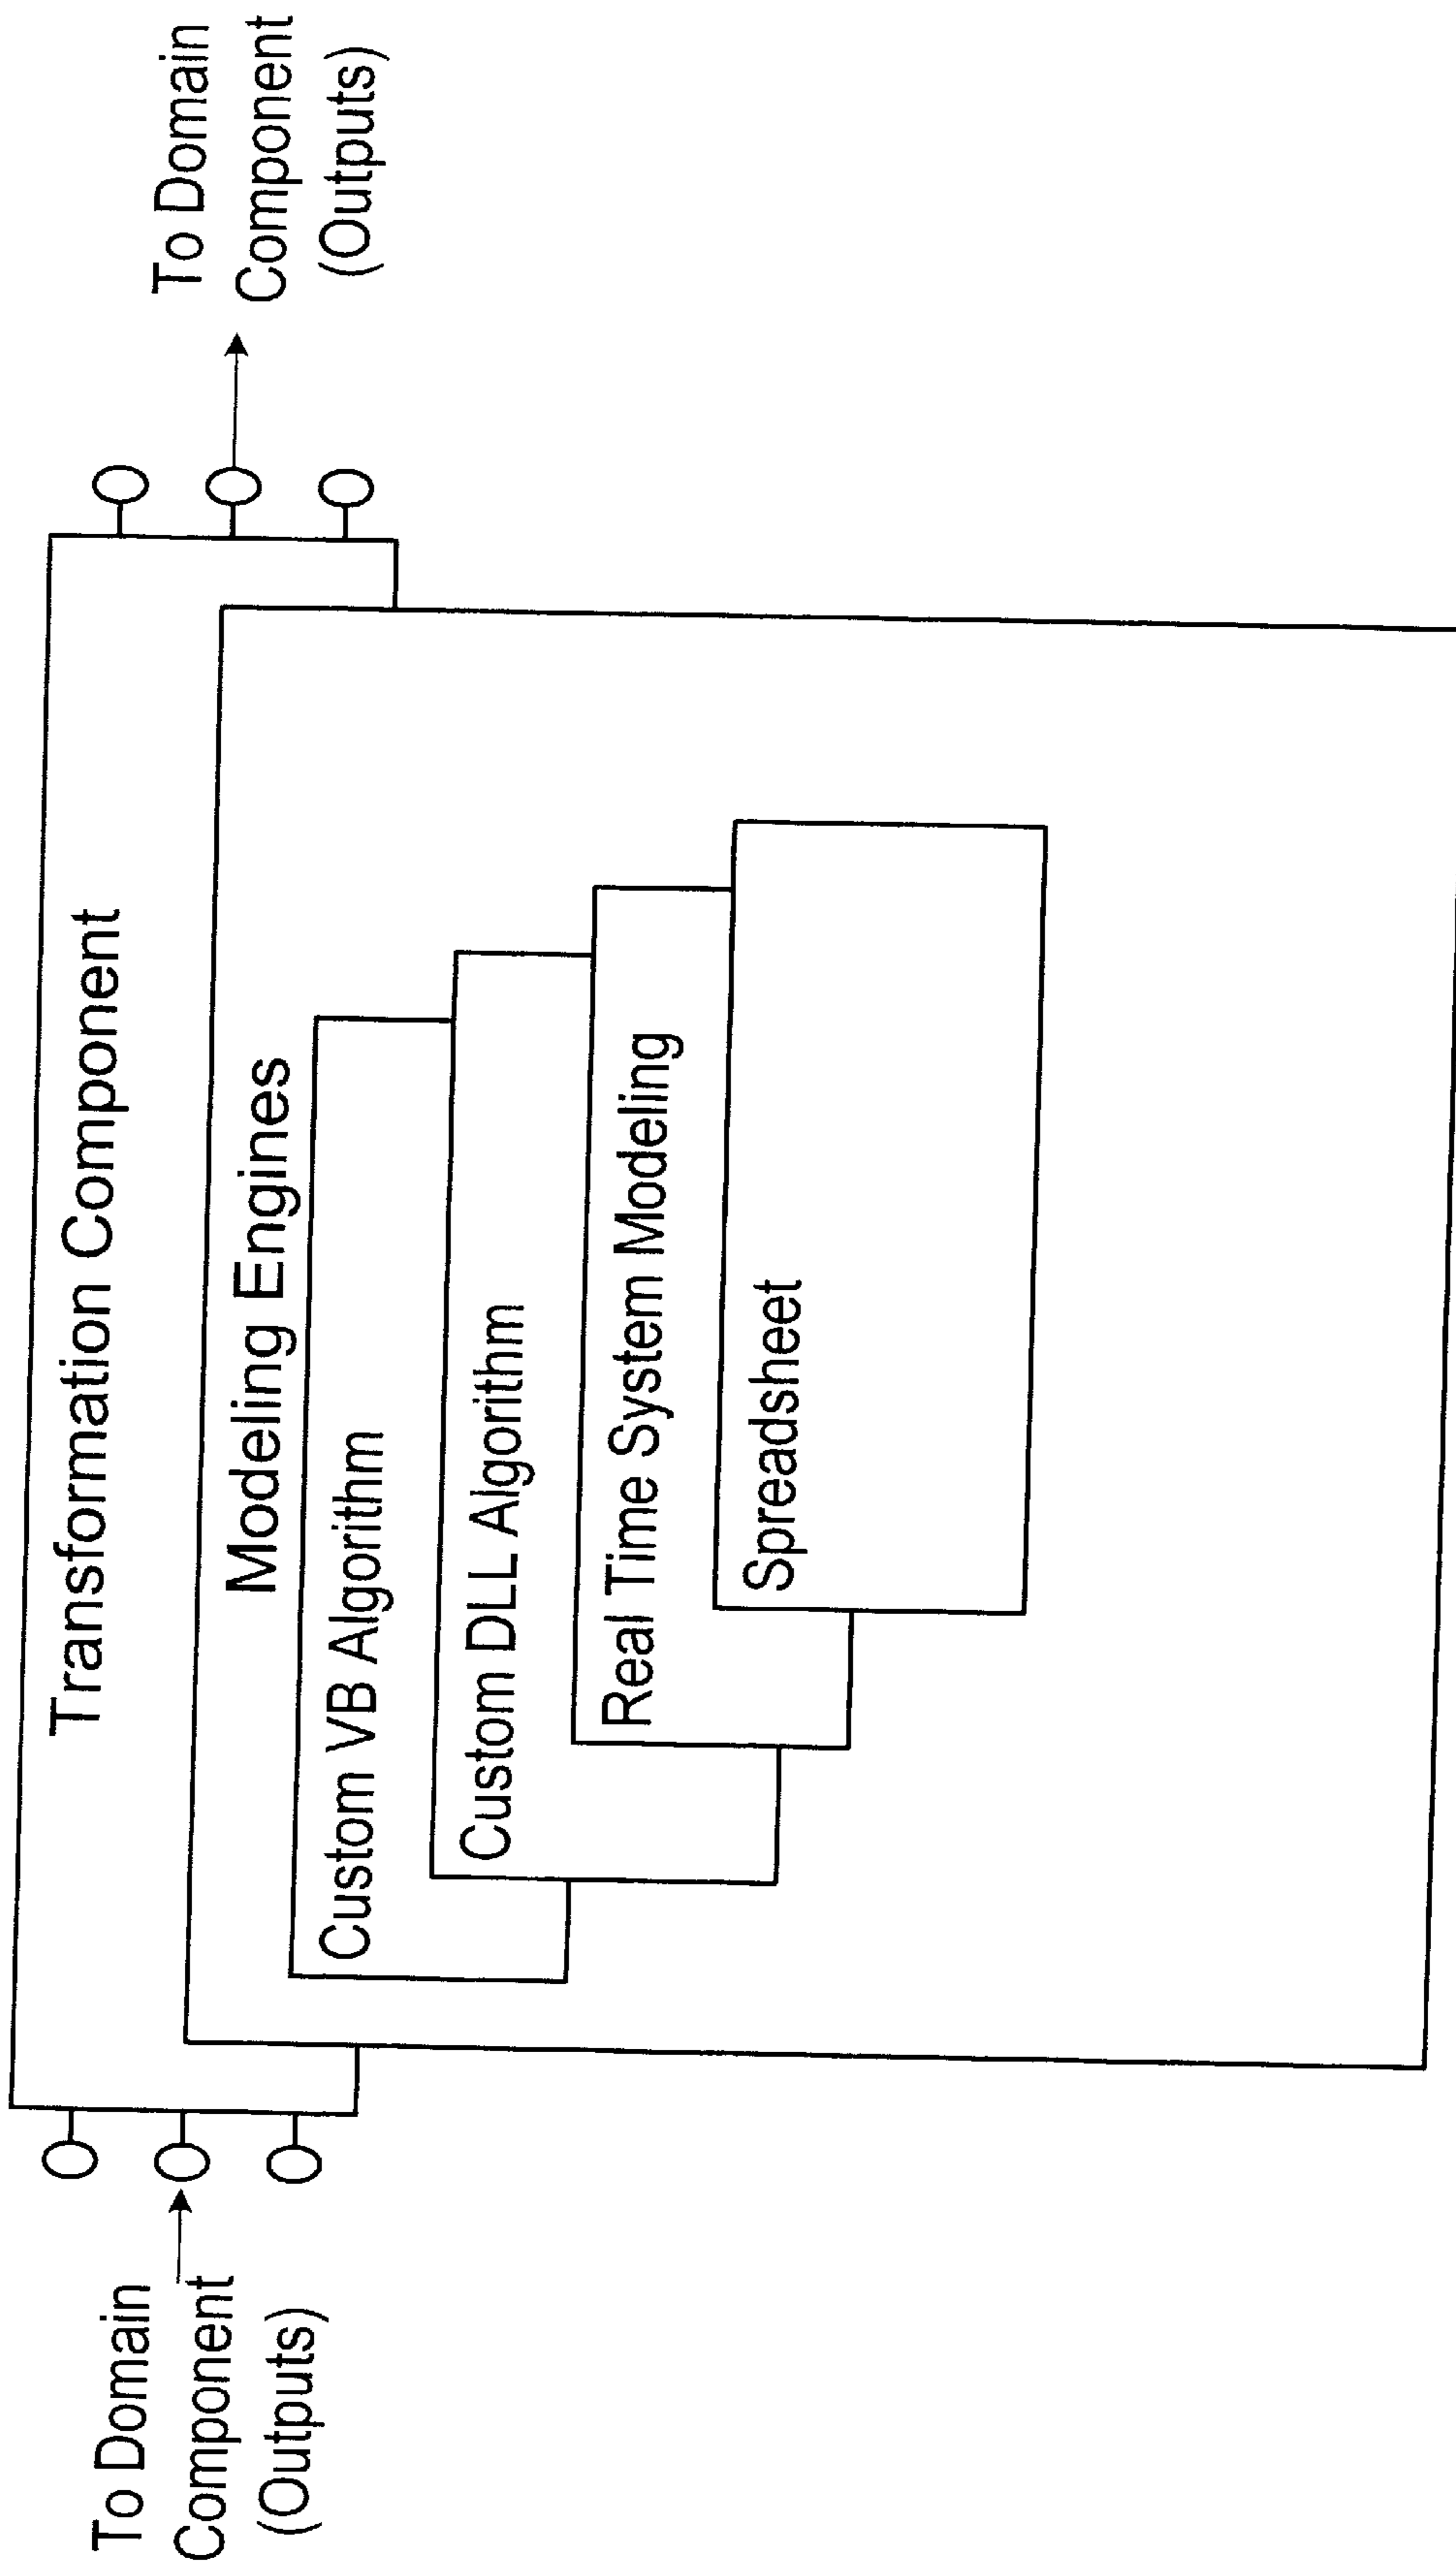 Transformation Component
Modeling Engines
Custom VB Algorithm
Custom DLL Algorithm
Real Time System Modeling
Spreadsheet
To Domain
Component
(Outputs)
To Domain
Component
(Outputs)